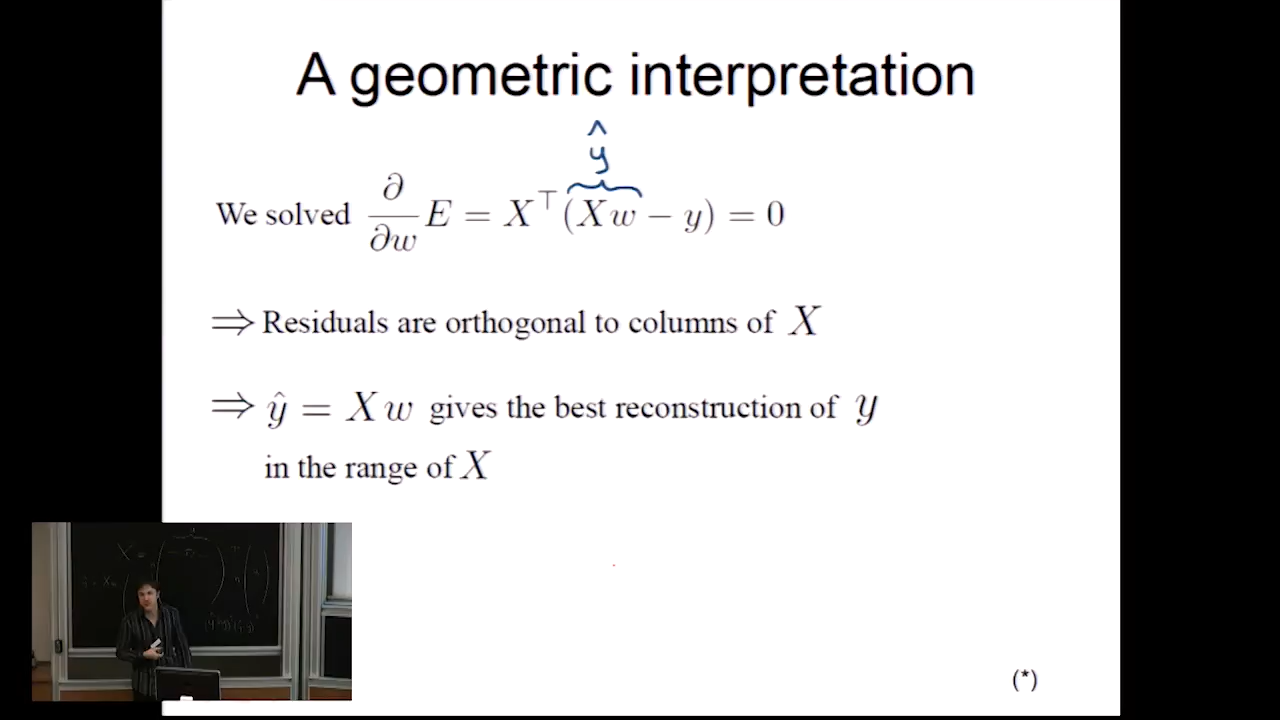 A geometric interpretation
ŷ
We solved ∂/∂w E = X⊤(Xw − y) = 0
⇒ Residuals are orthogonal to columns of X
⇒ ŷ = Xw gives the best reconstruction of y
in the range of X
(*)